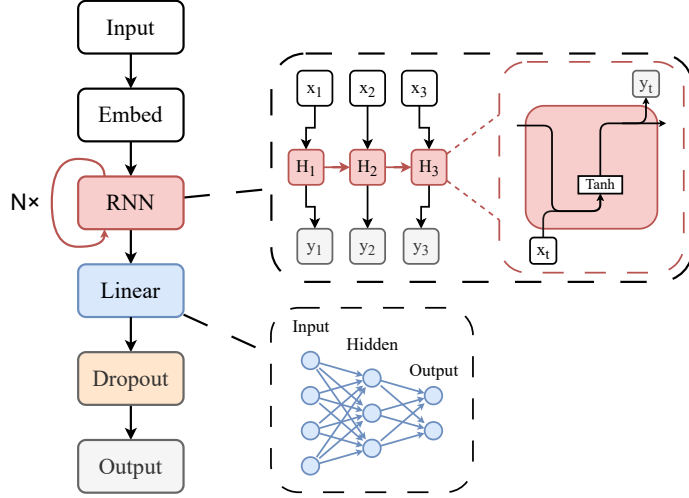 Input
Embed
N×
RNN
Linear
Dropout
Output
x1
x2
x3
H1
H2
H3
y1
y2
y3
yt
Tanh
xt
Input
Hidden
Output